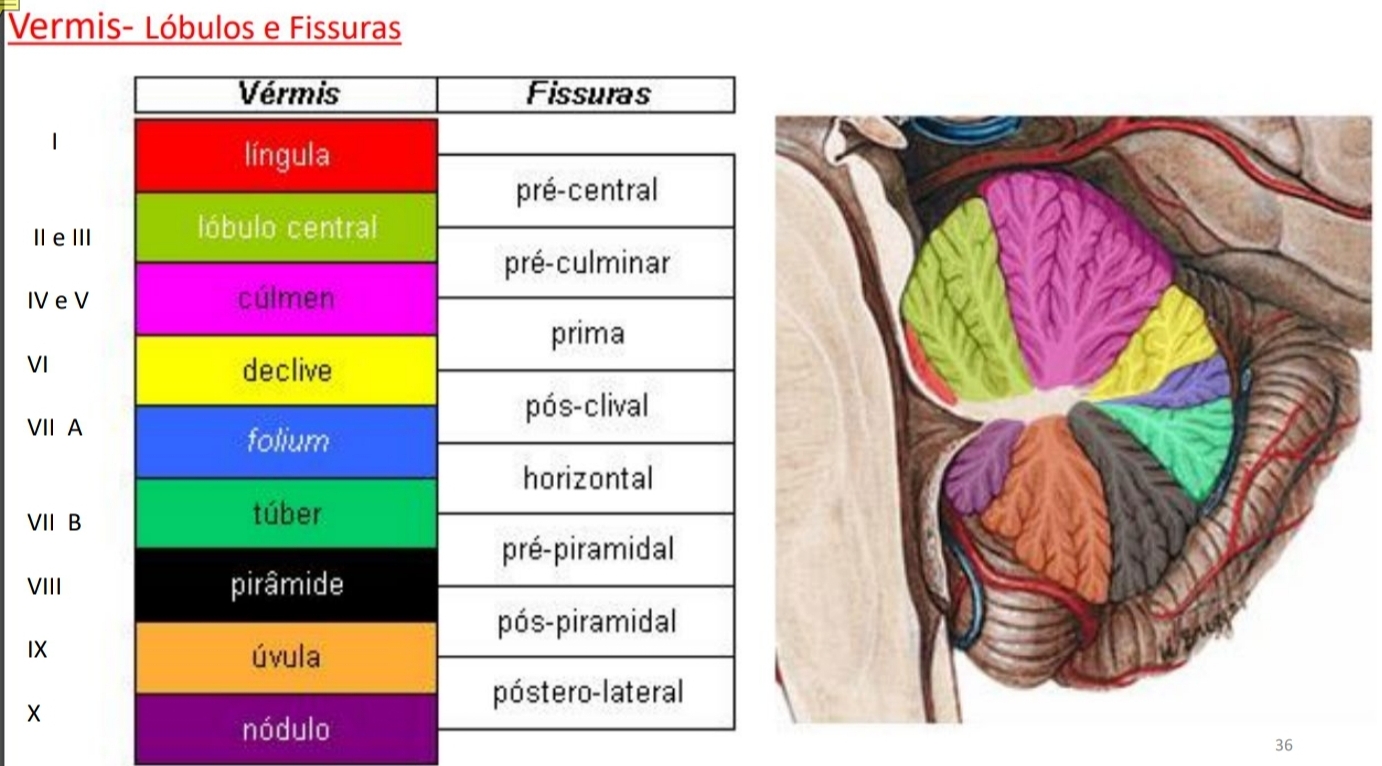 Vermis- Lóbulos e Fissuras
Vérmis
Fissuras
I
língula
pré-central
II e III
lóbulo central
pré-culminar
IV e V
cúlmen
prima
VI
declive
pós-clival
VII A
folium
horizontal
VII B
túber
pré-piramidal
VIII
pirâmide
pós-piramidal
IX
úvula
póstero-lateral
X
nódulo
36